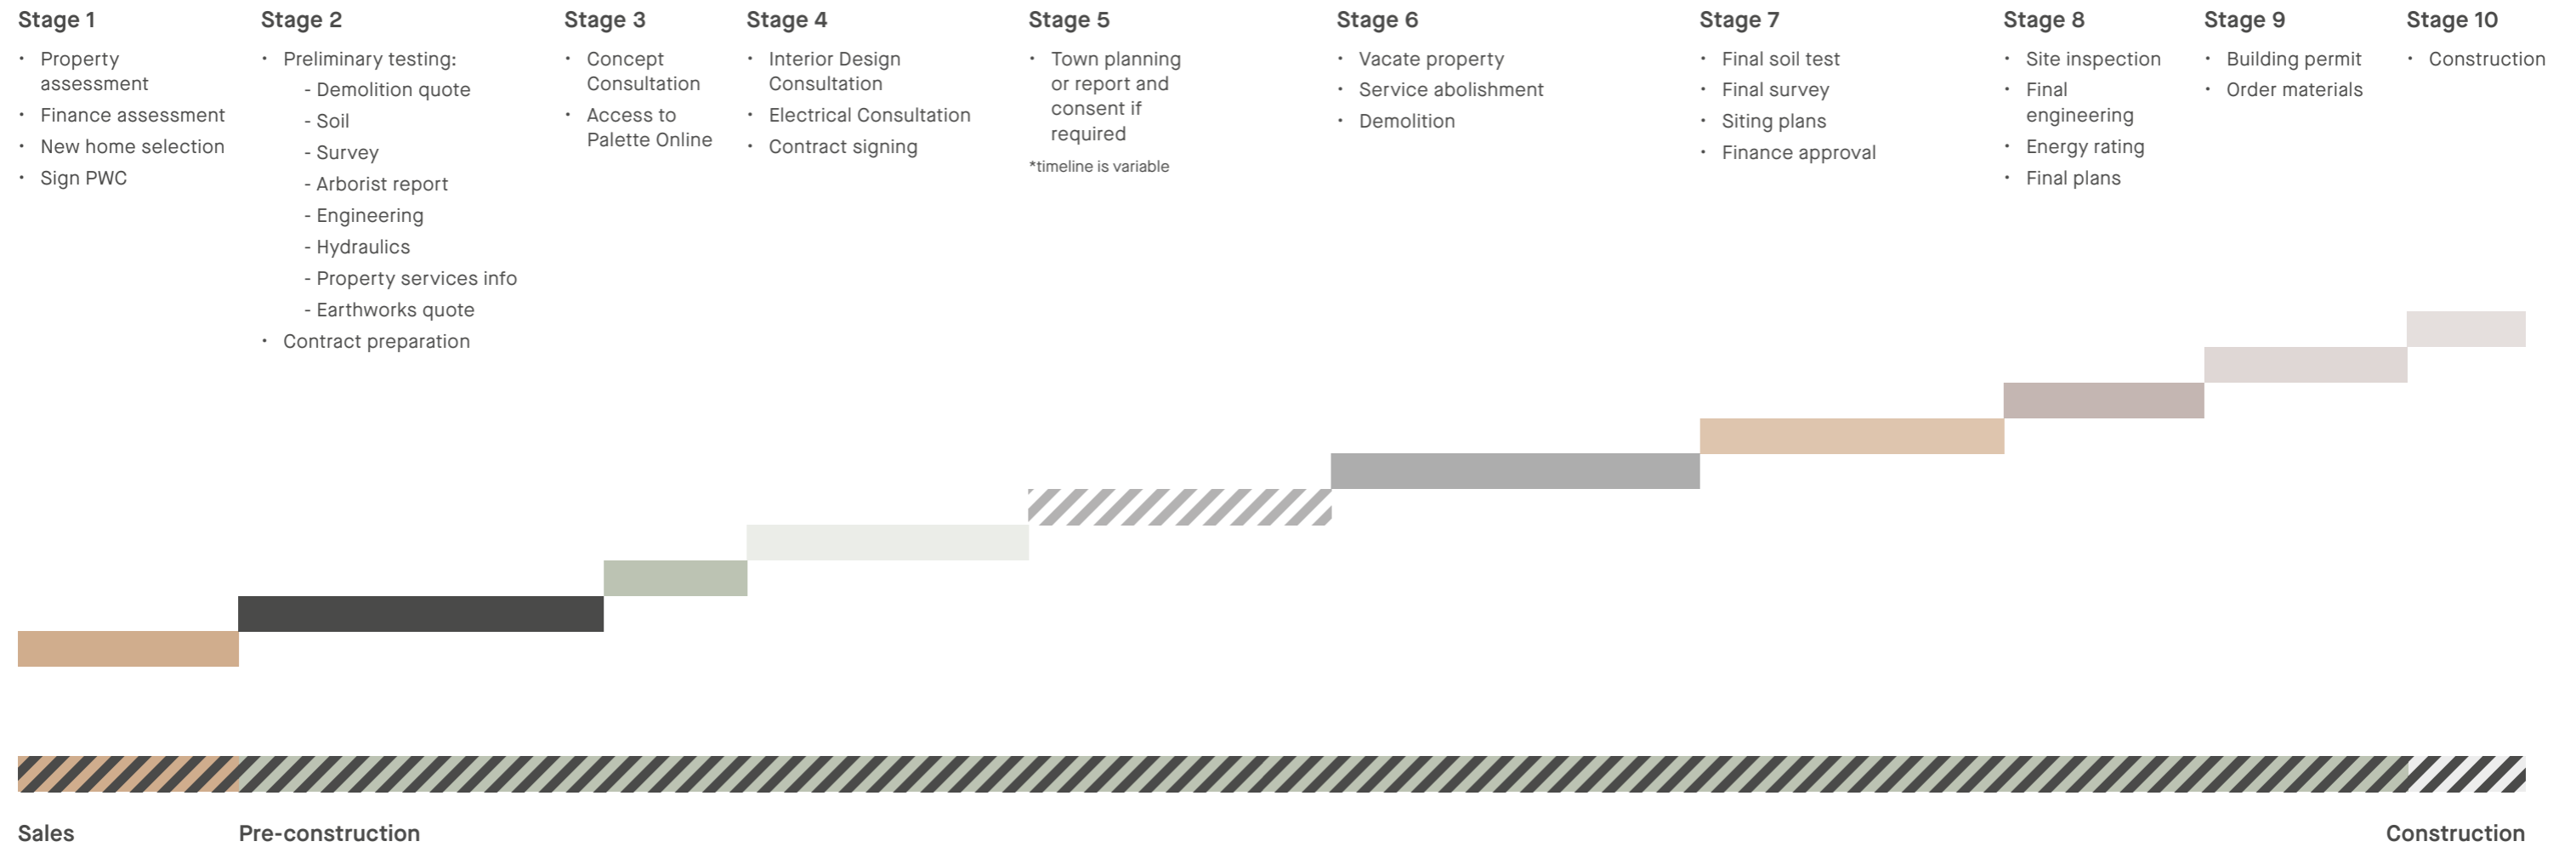 Stage 1
• Property
assessment
• Finance assessment
• New home selection
• Sign PWC
Stage 2
• Preliminary testing:
- Demolition quote
- Soil
- Survey
- Arborist report
- Engineering
- Hydraulics
- Property services info
- Earthworks quote
• Contract preparation
Stage 3
• Concept
Consultation
• Access to
Palette Online
Stage 4
• Interior Design
Consultation
• Electrical Consultation
• Contract signing
Stage 5
• Town planning
or report and
consent if
required
*timeline is variable
Stage 6
• Vacate property
• Service abolishment
• Demolition
Stage 7
• Final soil test
• Final survey
• Siting plans
• Finance approval
Stage 8
• Site inspection
• Final
engineering
• Energy rating
• Final plans
Stage 9
• Building permit
• Order materials
Stage 10
• Construction
Sales
Pre-construction
Construction